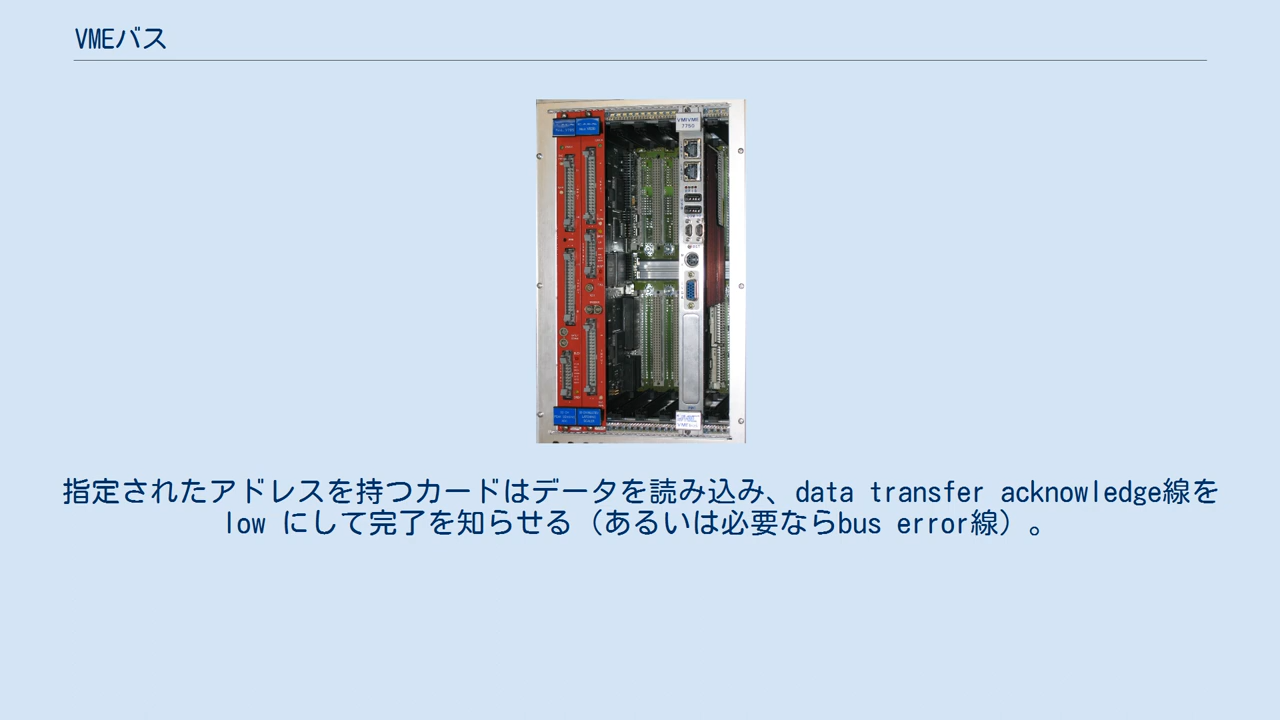 VMEバス
VMIVME
7750
指定されたアドレスを持つカードはデータを読み込み、data transfer acknowledge線を
low にして完了を知らせる（あるいは必要ならbus error線）。